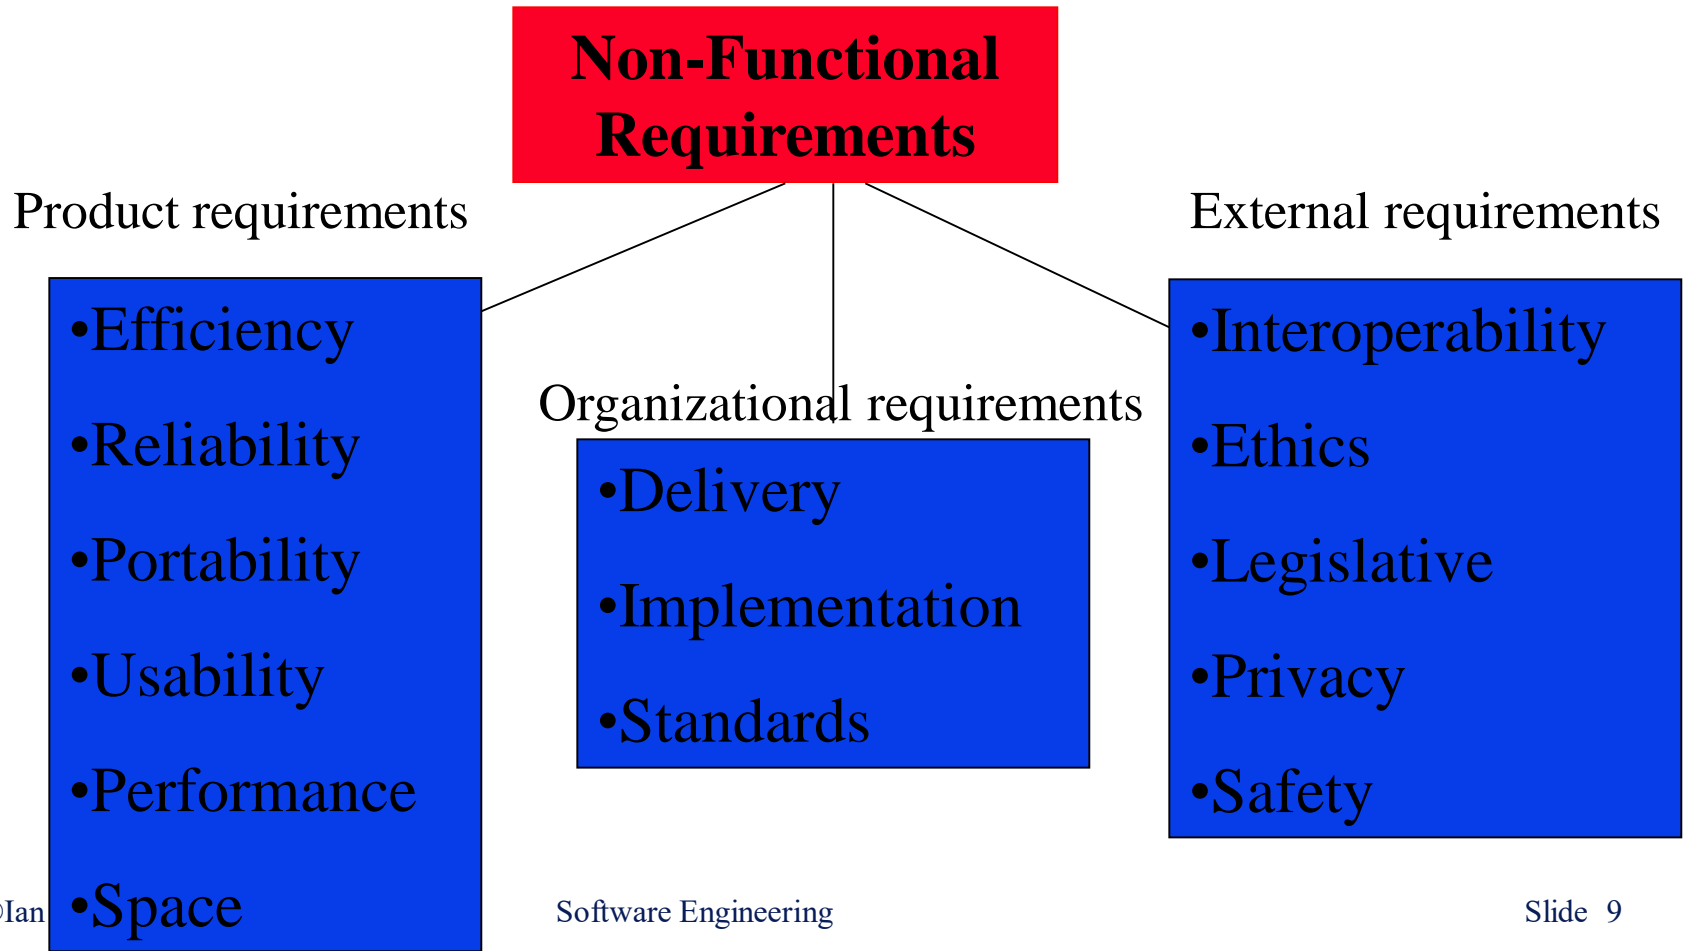 Non-Functional
Requirements
Product requirements
•Efficiency
•Reliability
•Portability
•Usability
•Performance
•Space
Organizational requirements
•Delivery
•Implementation
•Standards
External requirements
•Interoperability
•Ethics
•Legislative
•Privacy
•Safety
©Ian
Software Engineering
Slide 9